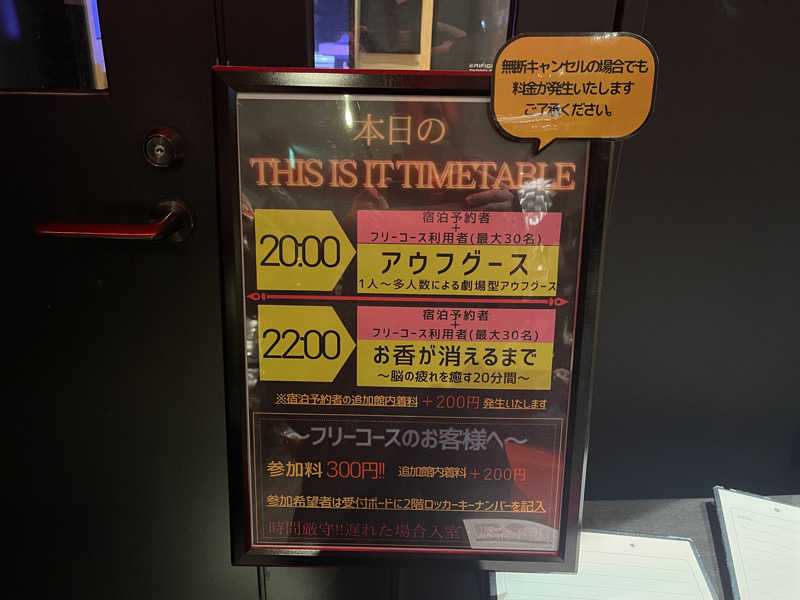 無断キャンセルの場合でも
料金が発生いたします
ご了承ください。
本日の
THIS IS IT TIMETABLE
20:00
宿泊予約者
+
フリーコース利用者(最大30名)
アウフグース
1人〜多人数による劇場型アウフグース
22:00
宿泊予約者
+
フリーコース利用者(最大30名)
お香が消えるまで
〜脳の疲れを癒す20分間〜
※宿泊予約者の追加館内着料+200円発生いたします
〜フリーコースのお客様へ〜
参加料300円!! 追加館内着料+200円
参加希望者は受付ボードに2階ロッカーキーナンバーを記入
時間厳守!!遅れた場合入室